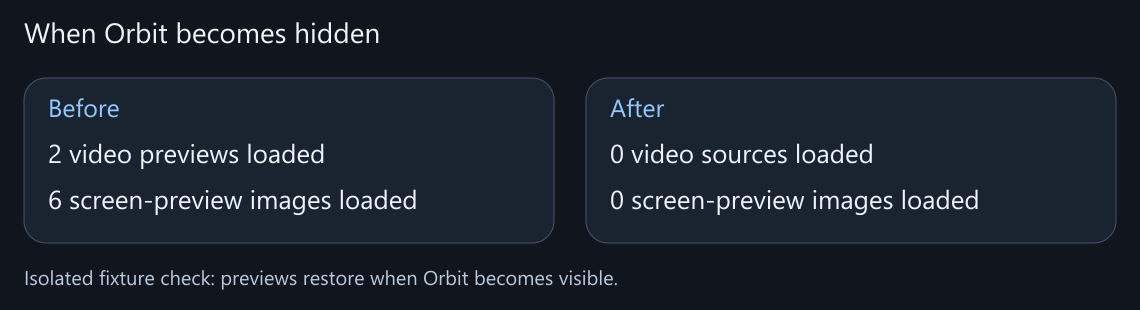 When Orbit becomes hidden
Before
2 video previews loaded
6 screen-preview images loaded
After
0 video sources loaded
0 screen-preview images loaded
Isolated fixture check: previews restore when Orbit becomes visible.